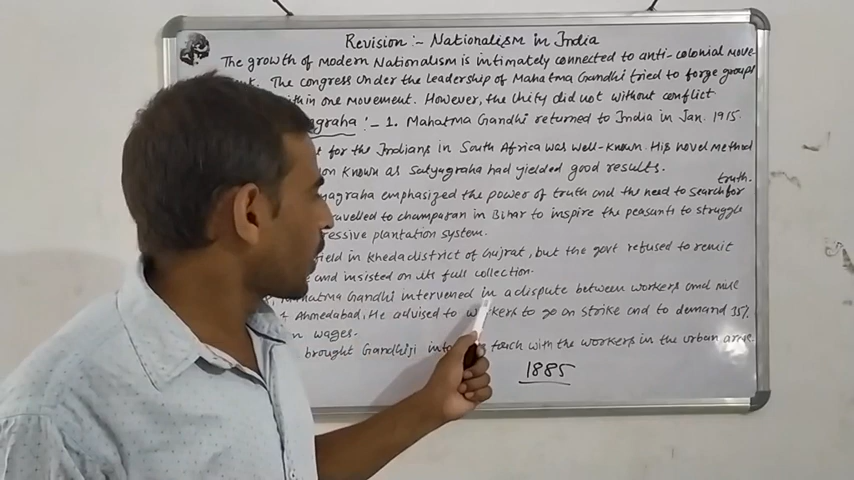 Revision :- Nationalism in India
The growth of modern Nationalism is intimately connected to anti-colonial move-
The congress under the leadership of Mahatma Gandhi tried to forge groups
within one movement. However, the Unity did not without conflict
1. Mahatma Gandhi returned to India in Jan. 1915.
for the Indians in South Africa was well-known. His novel method
known as Satyagraha had yielded good results.
emphasized the power of truth and the need to search for truth.
travelled to champaran in Bihar to inspire the peasants to struggle
plantation system.
in Kheda district of Gujrat, but the govt refused to remit
and insisted on its full collection.
Gandhi intervened in a dispute between workers and mill
Ahmedabad, He advised to workers to go on strike and to demand 35%
wages.
brought Gandhiji touch with the workers in the urban
1885